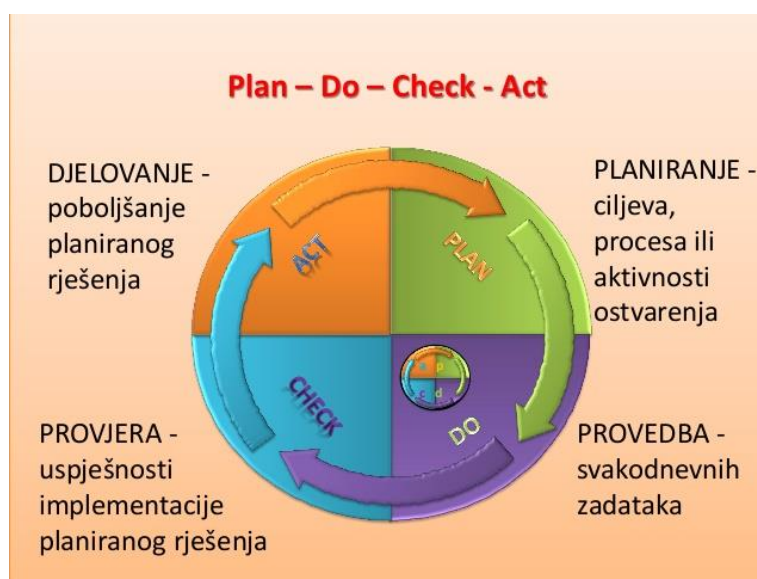 Plan – Do – Check - Act
DJELOVANJE -
poboljšanje
planiranog
rješenja
PLANIRANJE -
ciljeva,
procesa ili
aktivnosti
ostvarenja
ACT
PLAN
a p
c d
CHECK
DO
PROVJERA -
uspješnosti
implementacije
planiranog rješenja
PROVEDBA -
svakodnevnih
zadataka